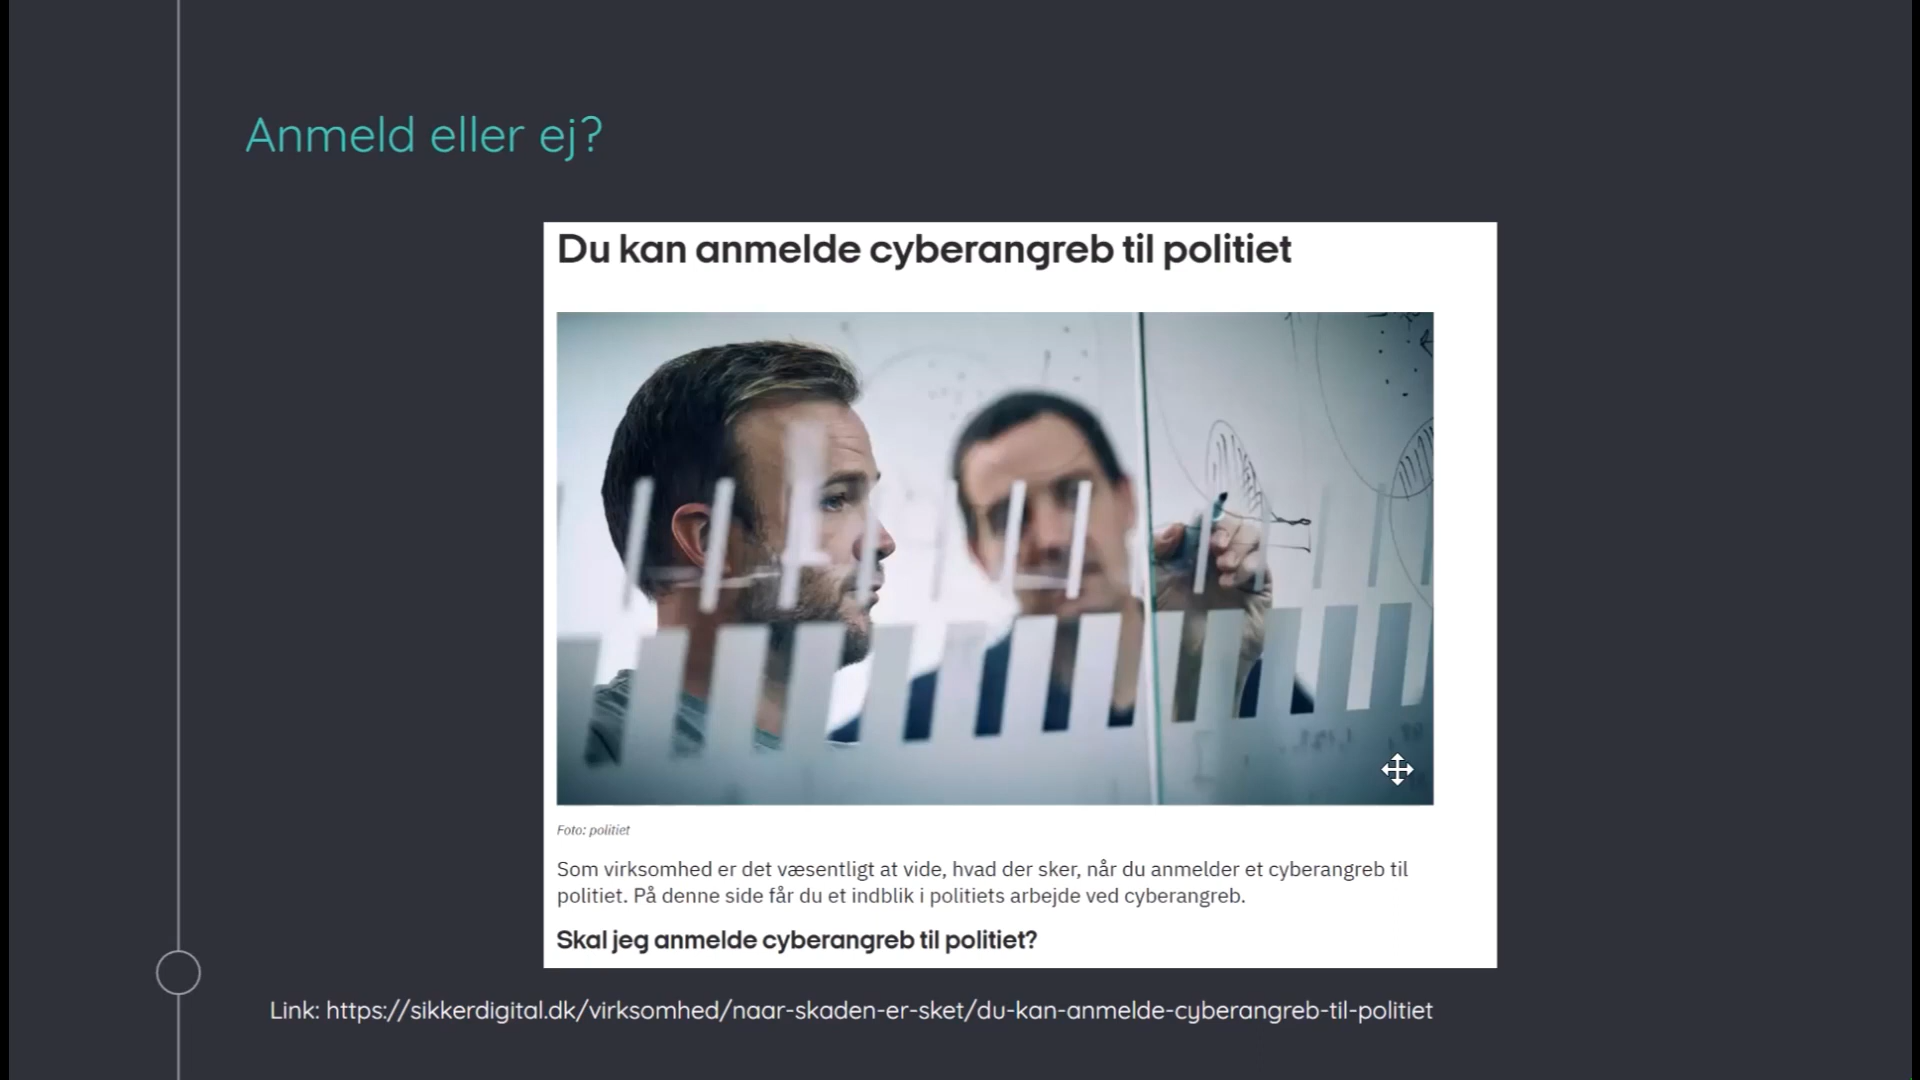 Anmeld eller ej?
Du kan anmelde cyberangreb til politiet
Foto: politiet
Som virksomhed er det væsentligt at vide, hvad der sker, når du anmelder et cyberangreb til
politiet. På denne side får du et indblik i politiets arbejde ved cyberangreb.
Skal jeg anmelde cyberangreb til politiet?
Link: https://sikkerdigital.dk/virksomhed/naar-skaden-er-sket/du-kan-anmelde-cyberangreb-til-politiet